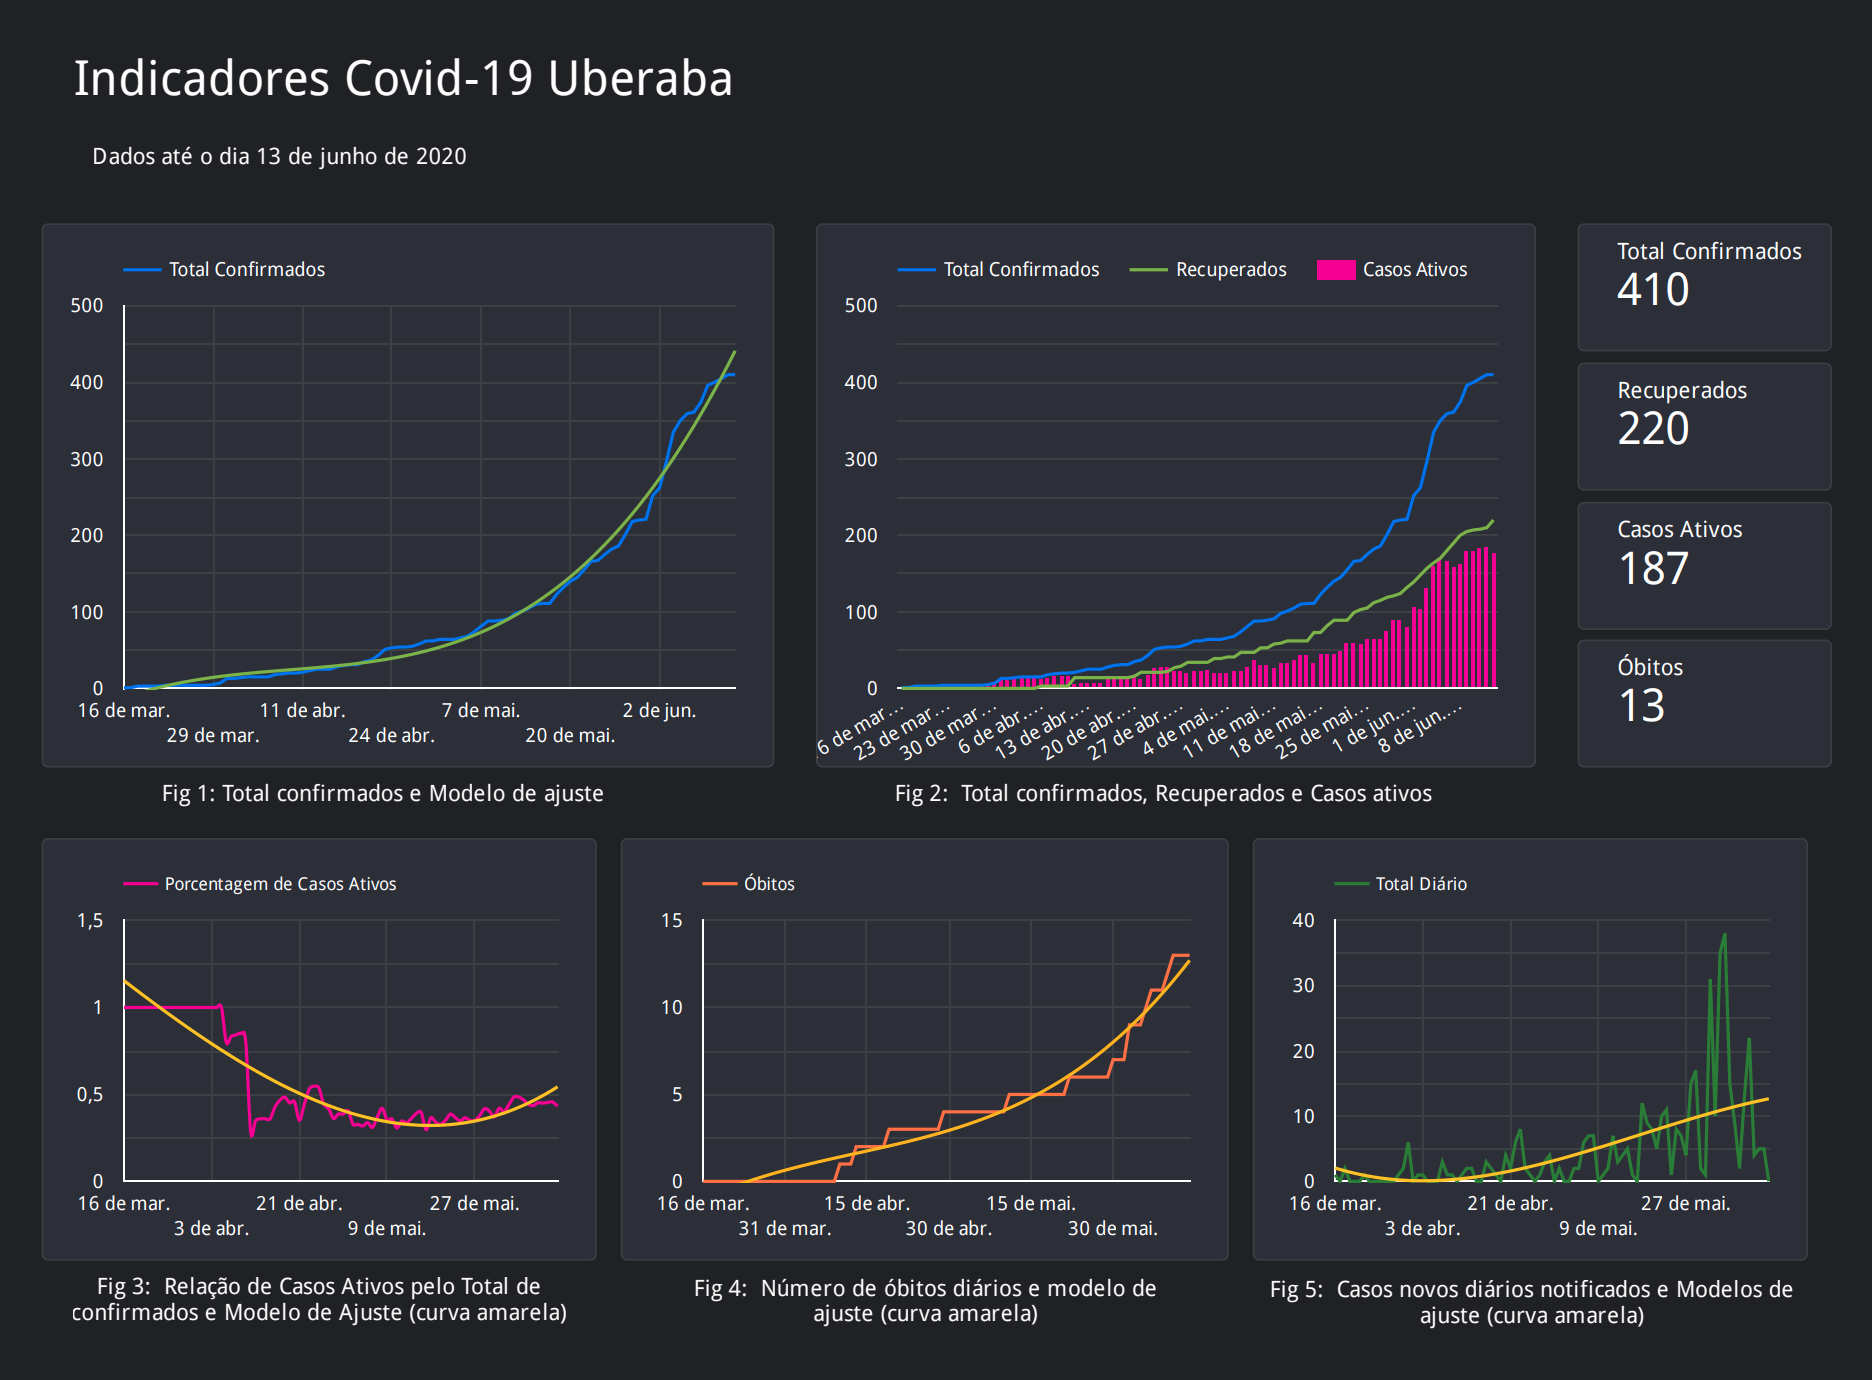 Indicadores Covid-19 Uberaba
Dados até o dia 13 de junho de 2020
Total Confirmados
500
400
300
200
100
0
16 de mar.
29 de mar.
11 de abr.
24 de abr.
7 de mai.
20 de mai.
2 de jun.
Fig 1: Total confirmados e Modelo de ajuste
Total Confirmados Recuperados Casos Ativos
500
400
300
200
100
0
6 de mar…
23 de mar…
30 de mar…
6 de abr.…
13 de abr.…
20 de abr.…
27 de abr.…
4 de mai.…
11 de mai.…
18 de mai.…
25 de mai.…
1 de jun.…
8 de jun.…
Fig 2: Total confirmados, Recuperados e Casos ativos
Total Confirmados
410
Recuperados
220
Casos Ativos
187
Óbitos
13
Porcentagem de Casos Ativos
1,5
1
0,5
0
16 de mar.
3 de abr.
21 de abr.
9 de mai.
27 de mai.
Fig 3: Relação de Casos Ativos pelo Total de
confirmados e Modelo de Ajuste (curva amarela)
Óbitos
15
10
5
0
16 de mar.
31 de mar.
15 de abr.
30 de abr.
15 de mai.
30 de mai.
Fig 4: Número de óbitos diários e modelo de
ajuste (curva amarela)
Total Diário
40
30
20
10
0
16 de mar.
3 de abr.
21 de abr.
9 de mai.
27 de mai.
Fig 5: Casos novos diários notificados e Modelos de
ajuste (curva amarela)